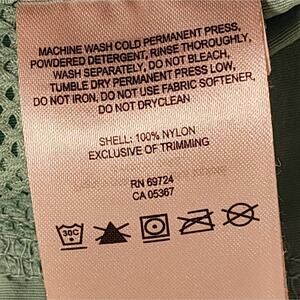 MACHINE WASH COLD PERMANENT PRESS,
POWDERED DETERGENT, RINSE THOROUGHLY,
WASH SEPARATELY, DO NOT BLEACH,
TUMBLE DRY PERMANENT PRESS LOW,
DO NOT IRON, DO NOT USE FABRIC SOFTENER,
DO NOT DRYCLEAN
SHELL: 100% NYLON
EXCLUSIVE OF TRIMMING
RN 69724
CA 05367
30C